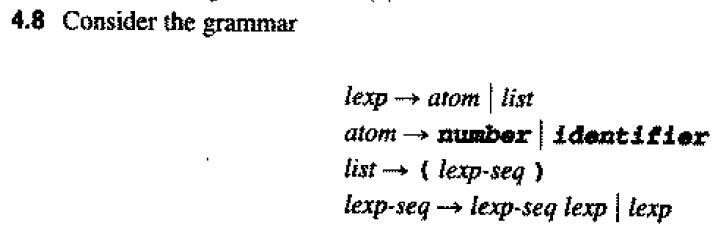 4.8 Consider the grammar
lexp → atom | list
atom → number | identifier
list → ( lexp-seq )
lexp-seq → lexp-seq lexp | lexp